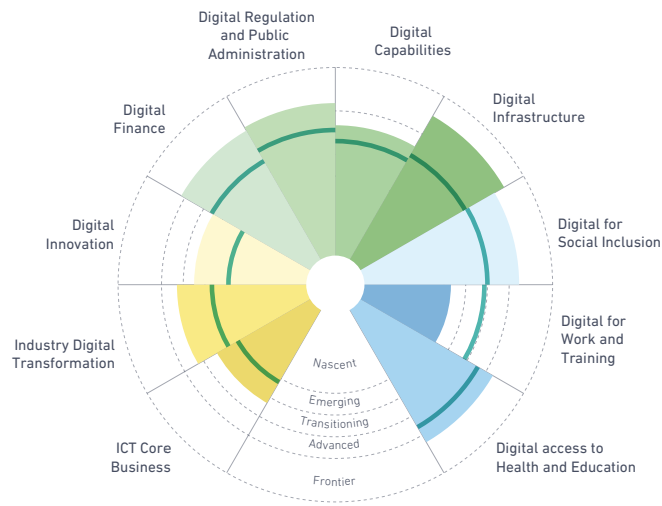 Digital Regulation
and Public
Administration
Digital
Capabilities
Digital
Infrastructure
Digital
Finance
Digital
Innovation
Digital for
Social Inclusion
Industry Digital
Transformation
Digital for
Work and
Training
Nascent
Emerging
Transitioning
Advanced
Frontier
ICT Core
Business
Digital access to
Health and Education